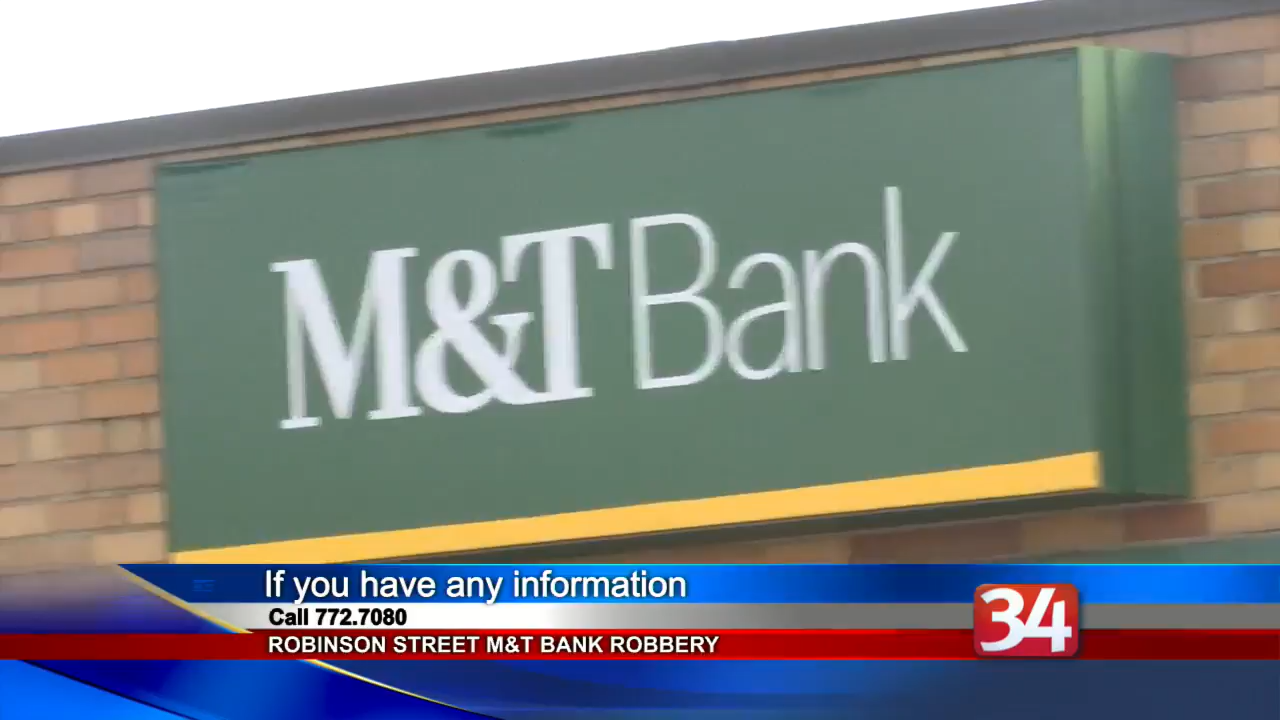 M&T Bank
If you have any information
Call 772.7080
34
ROBINSON STREET M&T BANK ROBBERY